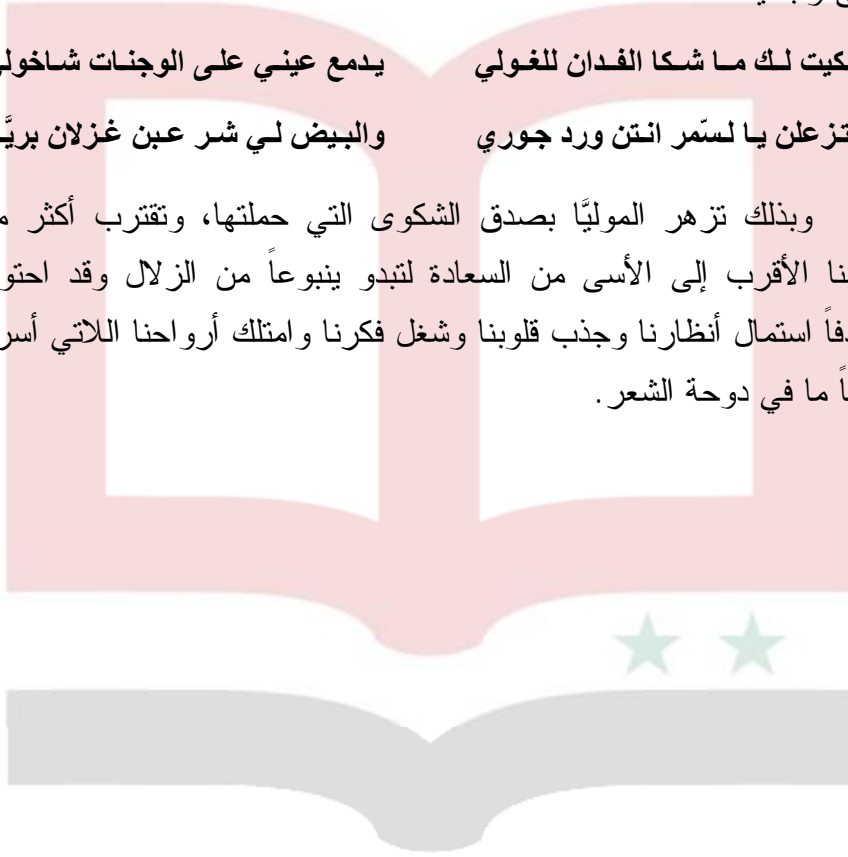 كيت لك ما شكا الفدان للغولي يدمع عيني على الوجنات شاخول
تزعلن يا لسّمر انتن ورد جوري والبيض لي شر عبن غزلان بريَّـ
وبذلك تزهر الموليَّا بصدق الشكوى التي حملتها، وتقترب أكثر
نا الأقرب إلى الأسى من السعادة لتبدو ينبوعاً من الزلال وقد احتو
دفاً استمال أنظارنا وجذب قلوبنا وشغل فكرنا وامتلك أرواحنا اللاتي أسر
اً ما في دوحة الشعر.